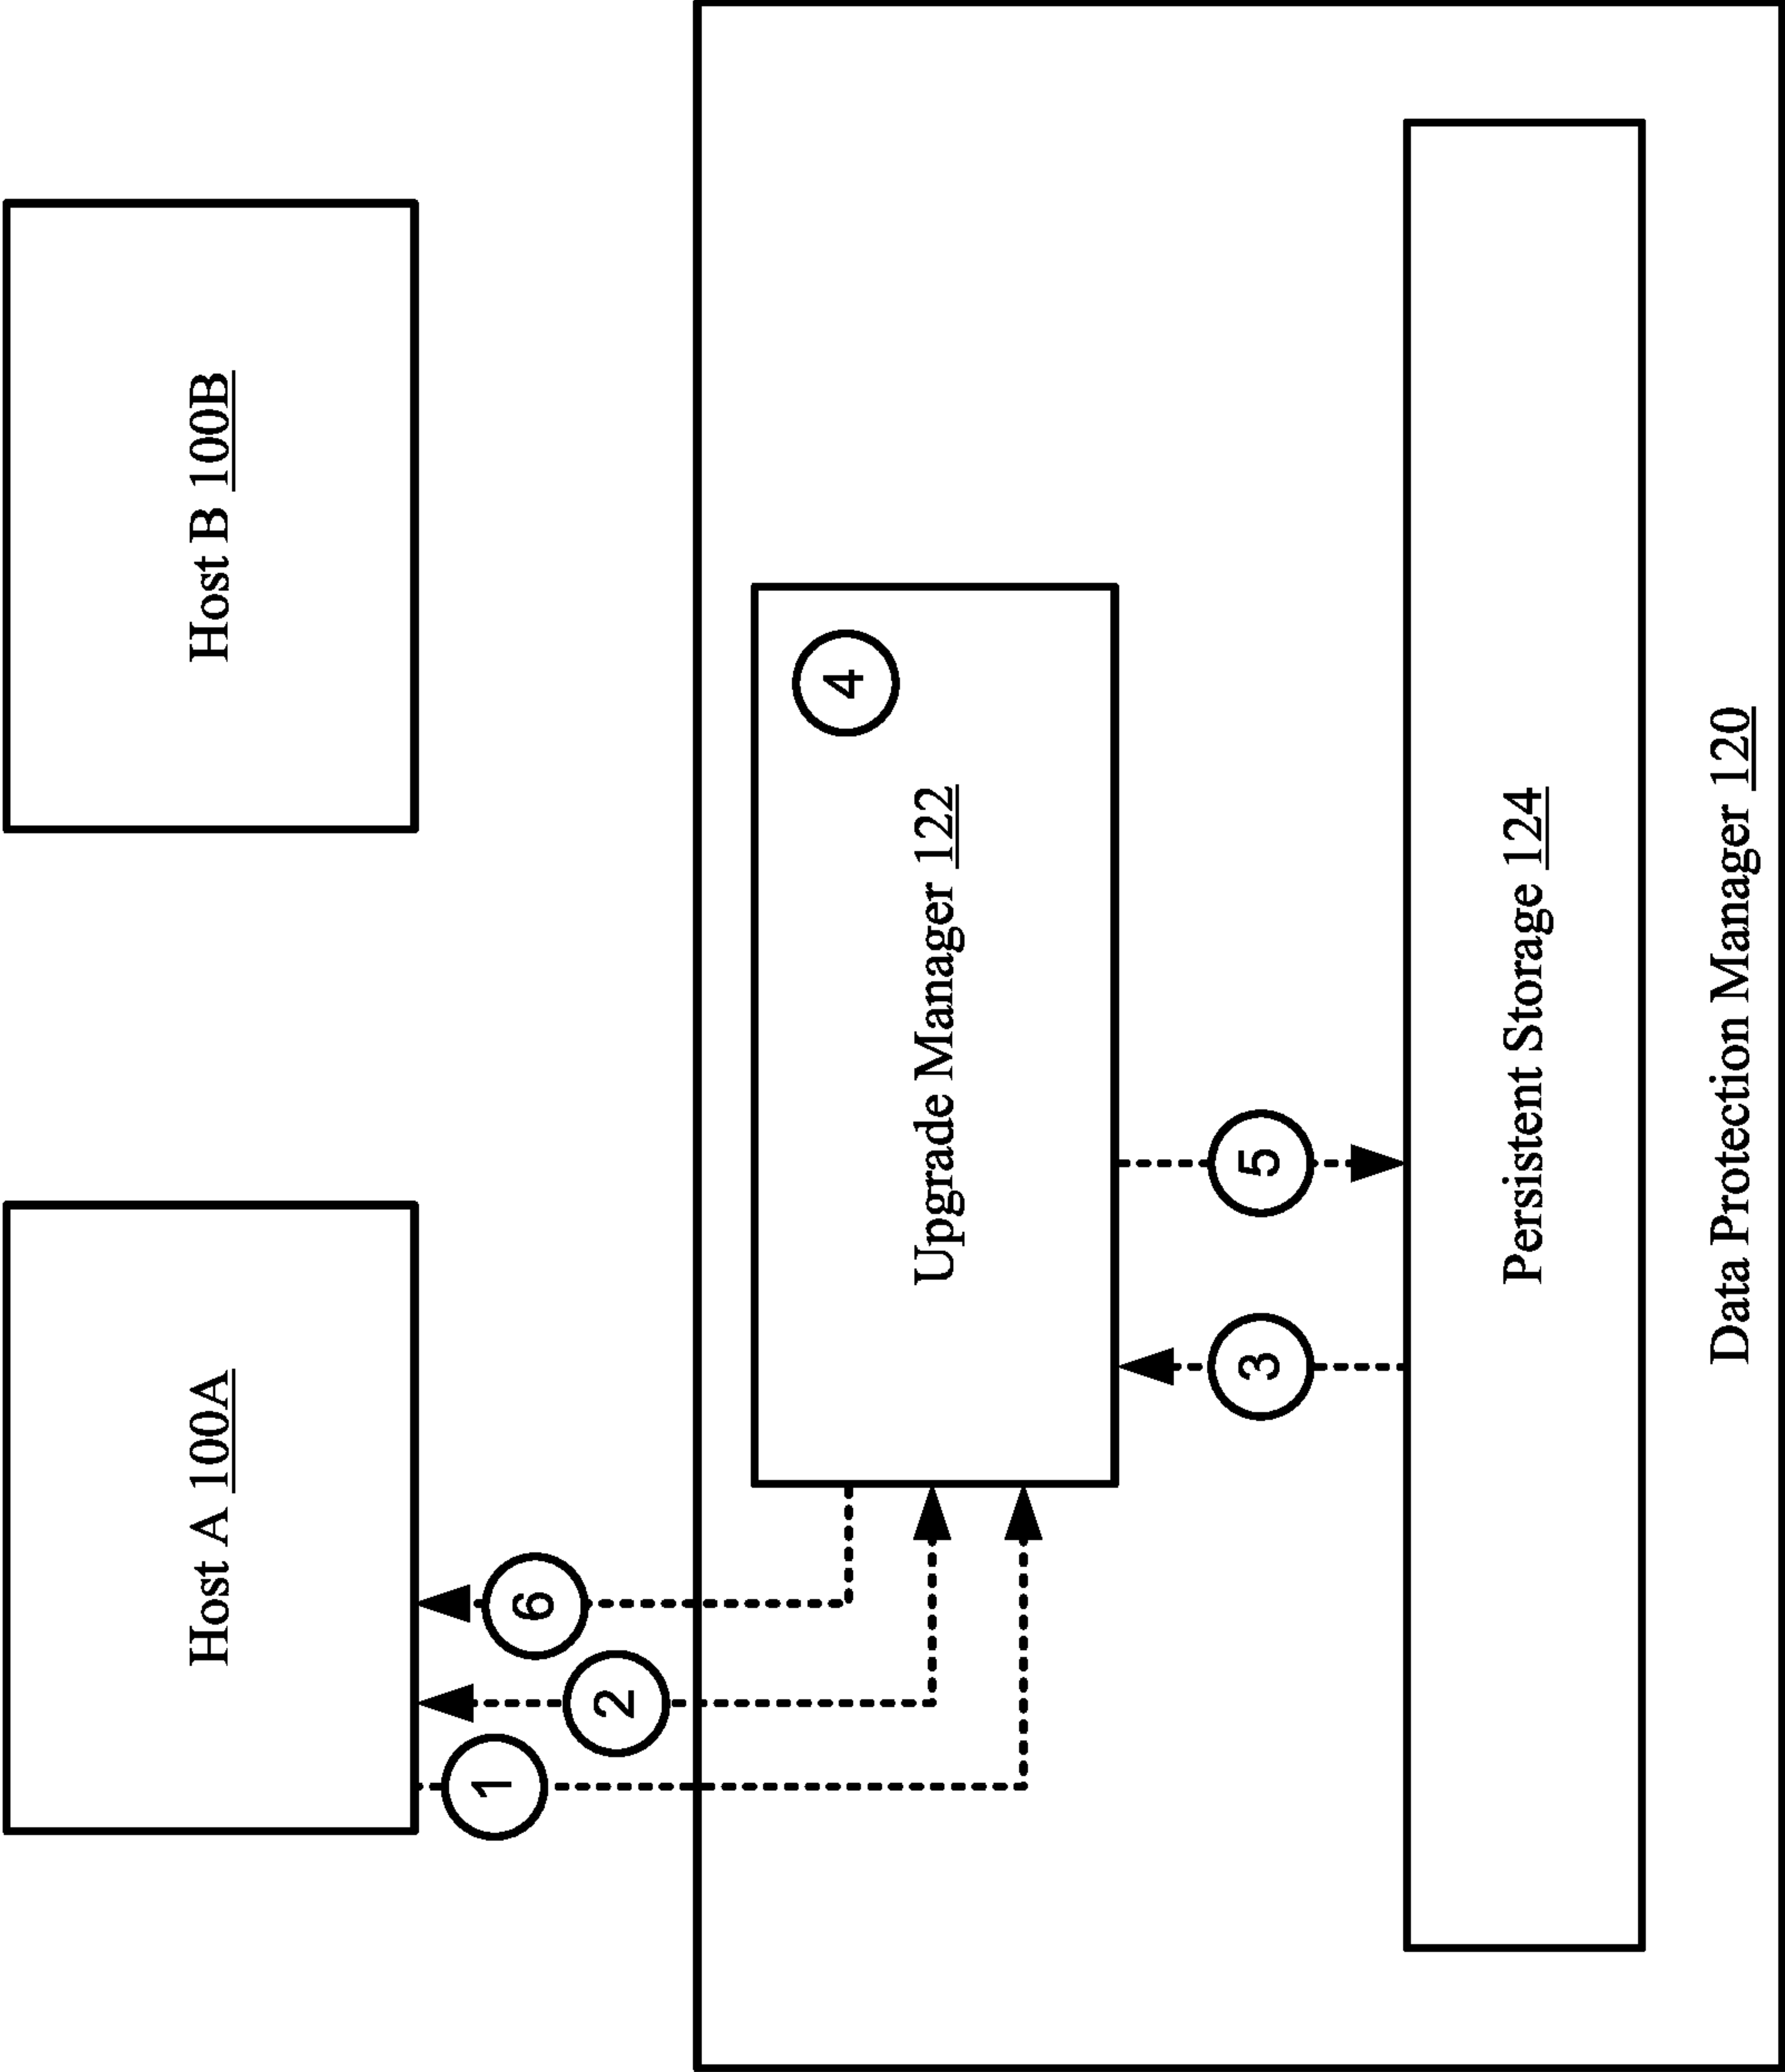 Host A 100A
Host B 100B
1
2
6
4
Upgrade Manager 122
3
5
Persistent Storage 124
Data Protection Manager 120